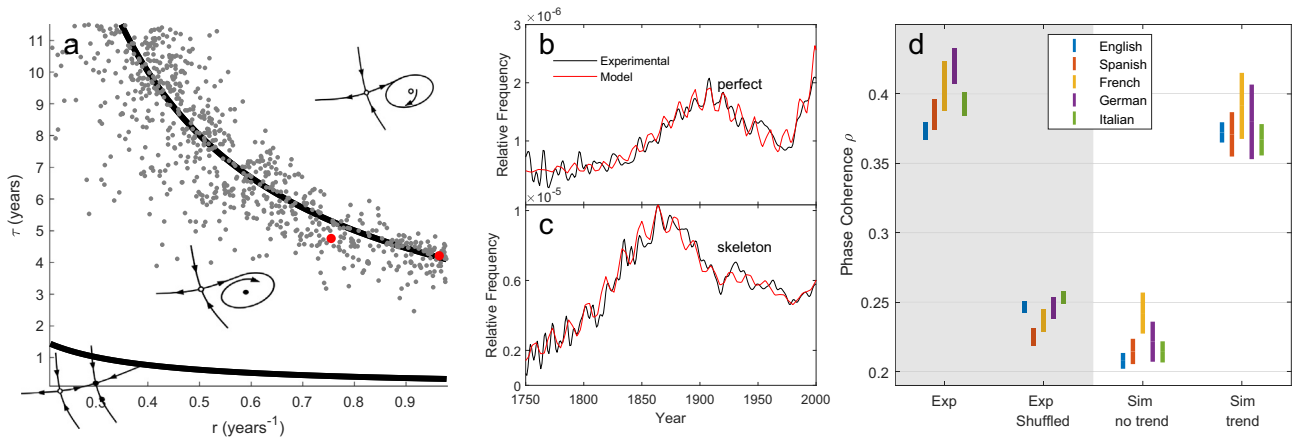 a
11
10
9
8
7
6
5
4
3
2
1
τ (years)
0.3 0.4 0.5 0.6 0.7 0.8 0.9
r (years⁻¹)
× 10⁻⁶
b
3
2
1
Relative Frequency
Experimental
Model
perfect
× 10⁻⁵
c
1
0.6
0.2
0
Relative Frequency
skeleton
1750 1800 1850 1900 1950 2000
Year
d
0.4
0.35
0.3
0.25
0.2
Phase Coherence ρ
English
Spanish
French
German
Italian
Exp Exp Sim Sim
Shuffled no trend trend